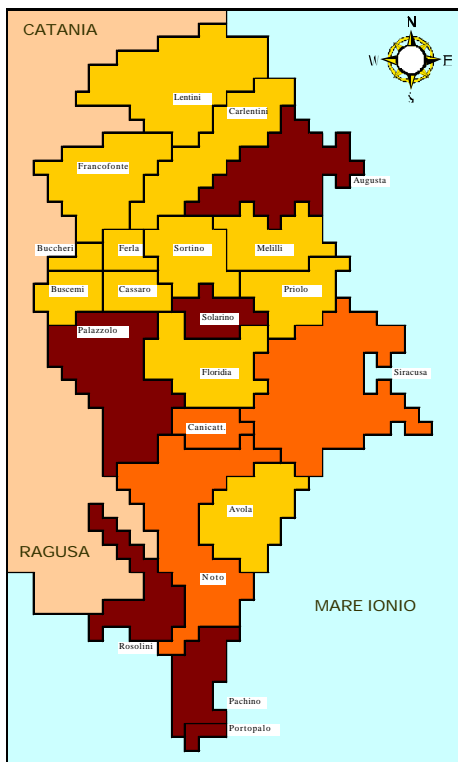 CATANIA
N
W
E
S
Lentini
Carlentini
Francofonte
Augusta
Buccheri
Ferla
Sortino
Melilli
Buscemi
Cassaro
Priolo
Solarino
Palazzolo
Floridia
Siracusa
Canicatt.
Avola
RAGUSA
Noto
MARE IONIO
Rosolini
Pachino
Portopalo